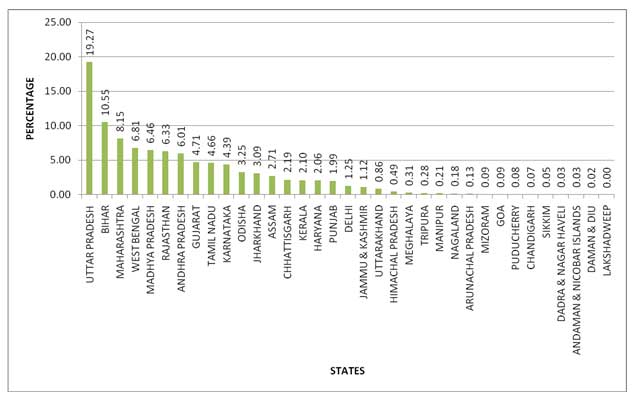 25.00
20.00
15.00
10.00
5.00
0.00
PERCENTAGE
19.27
10.55
8.15
6.81
6.46
6.33
6.01
4.71
4.66
4.39
3.25
3.09
2.71
2.19
2.10
2.06
1.99
1.25
1.12
0.86
0.49
0.31
0.28
0.21
0.18
0.13
0.09
0.09
0.08
0.07
0.05
0.03
0.03
0.02
0.00
UTTAR PRADESH
BIHAR
MAHARASHTRA
WEST BENGAL
MADHYA PRADESH
RAJASTHAN
ANDHRA PRADESH
GUJARAT
TAMIL NADU
KARNATAKA
ODISHA
JHARKHAND
ASSAM
CHHATTISGARH
KERALA
HARYANA
PUNJAB
DELHI
JAMMU & KASHMIR
UTTARAKHAND
HIMACHAL PRADESH
MEGHALAYA
TRIPURA
MANIPUR
NAGALAND
ARUNACHAL PRADESH
MIZORAM
GOA
PUDUCHERRY
CHANDIGARH
SIKKIM
DADRA & NAGAR HAVELI
ANDAMAN & NICOBAR ISLANDS
DAMAN & DIU
LAKSHADWEEP
STATES